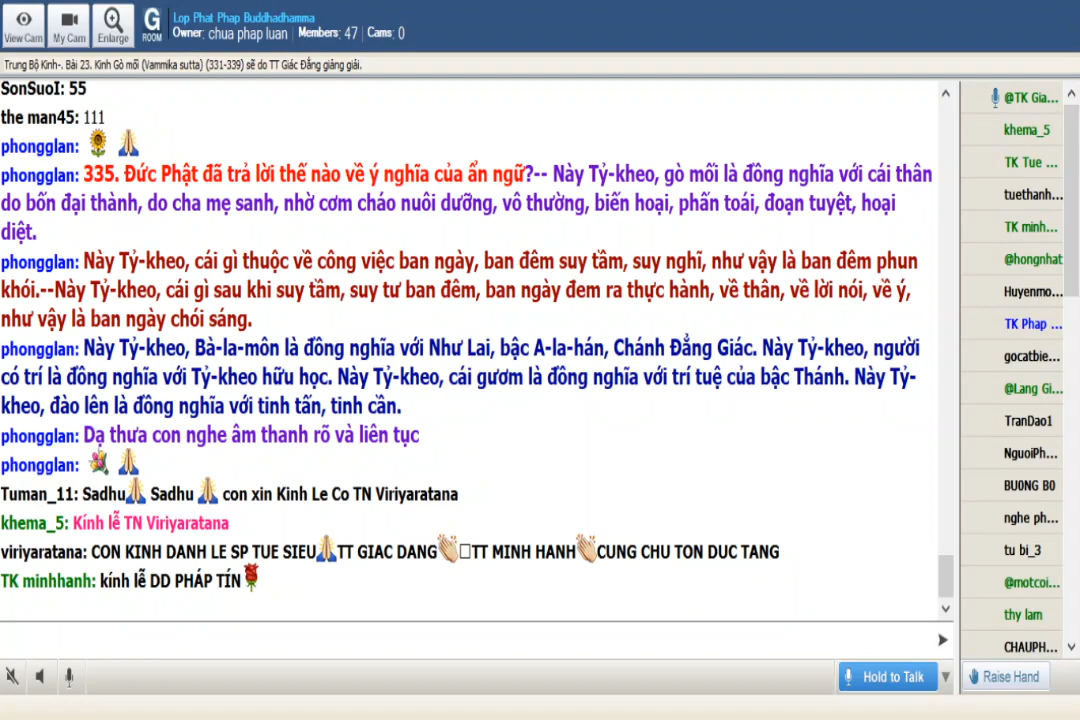 View Cam
My Cam
Enlarge
G
ROOM
Lop Phat Phap Buddhadhamma
Owner: chua phap luan | Members: 47 | Cams: 0
Trung Bộ Kinh-. Bài 23. Kinh Gò mối (Vammika sutta) (331-339) sẽ do TT Giác Đẳng giảng giải.
SonSuoI: 55
the man45: 111
phongglan: 🌻 🙏
phongglan: 335. Đức Phật đã trả lời thế nào về ý nghĩa của ẩn ngữ?-- Này Tỷ-kheo, gò mối là đồng nghĩa với cái thân
do bốn đại thành, do cha mẹ sanh, nhờ cơm cháo nuôi dưỡng, vô thường, biến hoại, phấn toái, đoạn tuyệt, hoại
diệt.
phongglan: Này Tỷ-kheo, cái gì thuộc về công việc ban ngày, ban đêm suy tầm, suy nghĩ, như vậy là ban đêm phun
khói.--Này Tỷ-kheo, cái gì sau khi suy tầm, suy tư ban đêm, ban ngày đem ra thực hành, về thân, về lời nói, về ý,
như vậy là ban ngày chói sáng.
phongglan: Này Tỷ-kheo, Bà-la-môn là đồng nghĩa với Như Lai, bậc A-la-hán, Chánh Đẳng Giác. Này Tỷ-kheo, người
có trí là đồng nghĩa với Tỷ-kheo hữu học. Này Tỷ-kheo, cái gươm là đồng nghĩa với trí tuệ của bậc Thánh. Này Tỷ-
kheo, đào lên là đồng nghĩa với tinh tấn, tinh cần.
phongglan: Dạ thưa con nghe âm thanh rõ và liên tục
phongglan: 💐 🙏
Tuman_11: Sadhu🙏 Sadhu 🙏 con xin Kinh Le Co TN Viriyaratana
khema_5: Kính lễ TN Viriyaratana
viriyaratana: CON KINH DANH LE SP TUE SIEU🙏TT GIAC DANG👏□TT MINH HANH👏CUNG CHU TON DUC TANG
TK minhhanh: kính lễ DD PHÁP TÍN🌹
@TK Gia...
khema_5
TK Tue ...
tuethanh...
TK minh...
@hongnhat
Huyenmo...
TK Phap ...
gocatbie...
@Lang Gi...
TranDao1
NguoiPh...
BUONG BO
nghe ph...
tu bi_3
@motcoi...
thy lam
CHAUPH...
Hold to Talk
Raise Hand